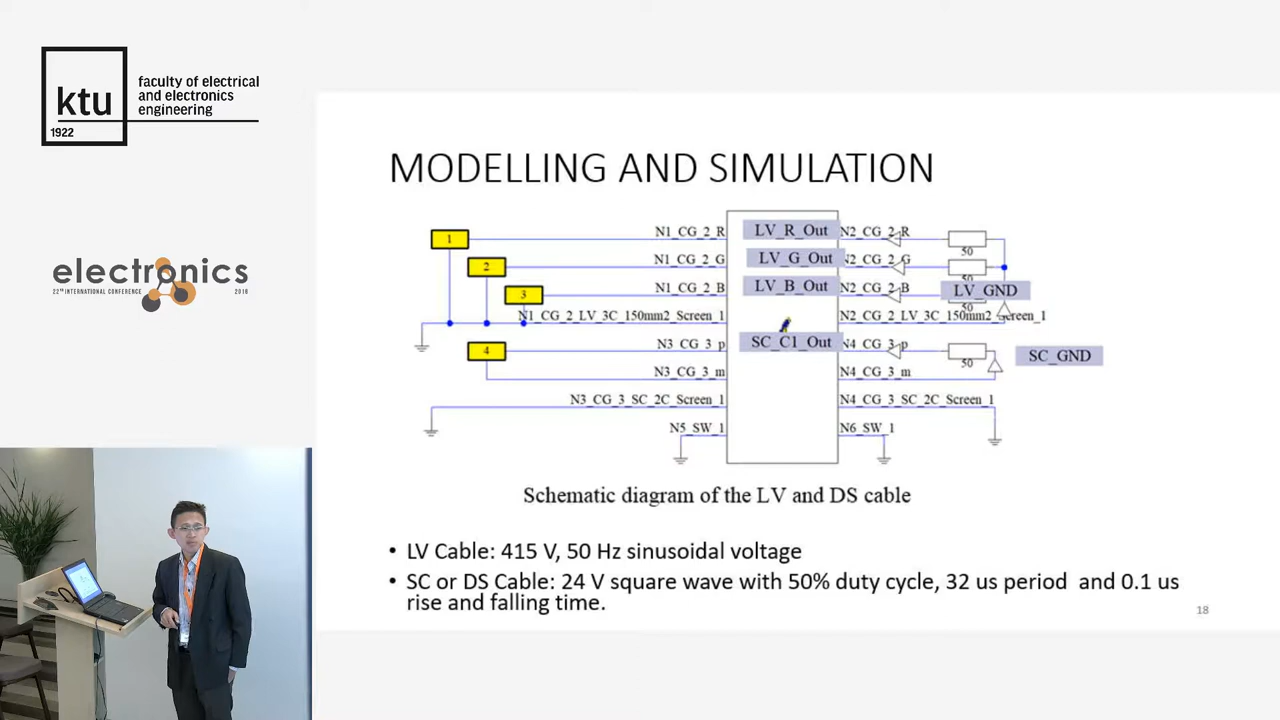 ktu
1922
faculty of electrical
and electronics
engineering
electronics
22TH INTERNATIONAL CONFERENCE 2018
MODELLING AND SIMULATION
1
2
3
4
N1_CG_2_R
N1_CG_2_G
N1_CG_2_B
N1_CG_2_LV_3C_150mm2_Screen_1
N3_CG_3_p
N3_CG_3_m
N3_CG_3_SC_2C_Screen_1
N5_SW_1
LV_R_Out
LV_G_Out
LV_B_Out
SC_C1_Out
N2_CG_2_R
N2_CG_2_G
N2_CG_2_B
N2_CG_2_LV_3C_150mm2_Screen_1
N4_CG_3_p
N4_CG_3_m
N4_CG_3_SC_2C_Screen_1
N6_SW_1
50
50
50
50
LV_GND
SC_GND
Schematic diagram of the LV and DS cable
• LV Cable: 415 V, 50 Hz sinusoidal voltage
• SC or DS Cable: 24 V square wave with 50% duty cycle, 32 us period and 0.1 us
rise and falling time.
18